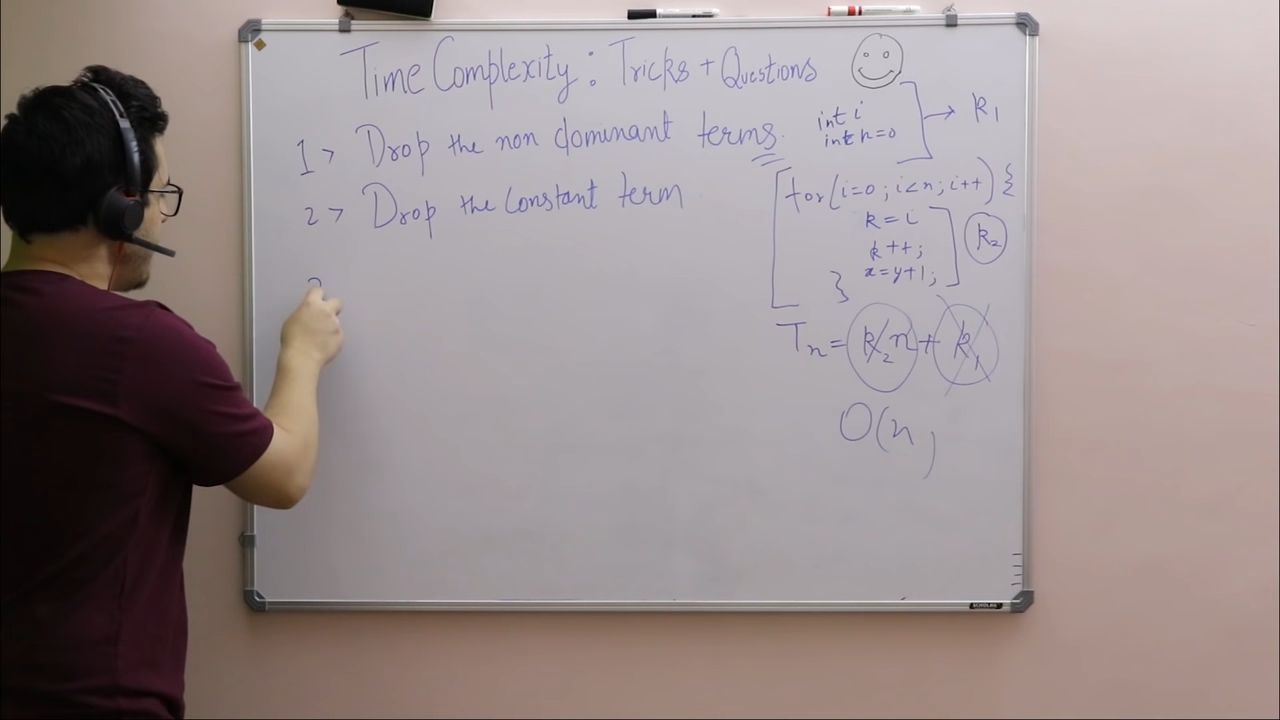 Time Complexity: Tricks + Questions
1> Drop the non dominant terms.
2> Drop the Constant term.
int i
int n=0
→ k1
for(i=0; i<n; i++) {
k = i
k++;
x=y+1;
}
k2
Tn = k2n + k1
O(n)